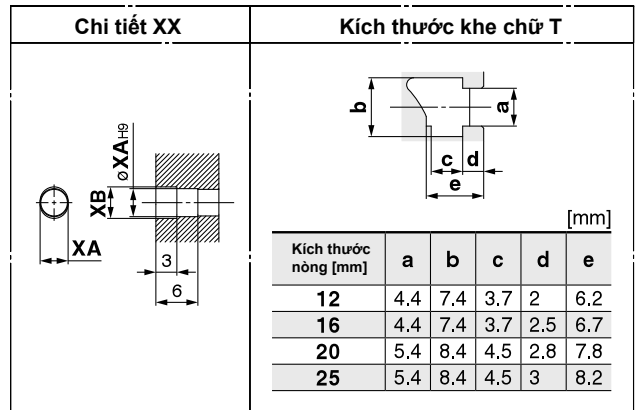 Chi tiết XX
Kích thước khe chữ T
XA
XB
ø XA H9
3
6
b
a
c d
e
[mm]
Kích thước nòng [mm] a b c d e
12 4.4 7.4 3.7 2 6.2
16 4.4 7.4 3.7 2.5 6.7
20 5.4 8.4 4.5 2.8 7.8
25 5.4 8.4 4.5 3 8.2